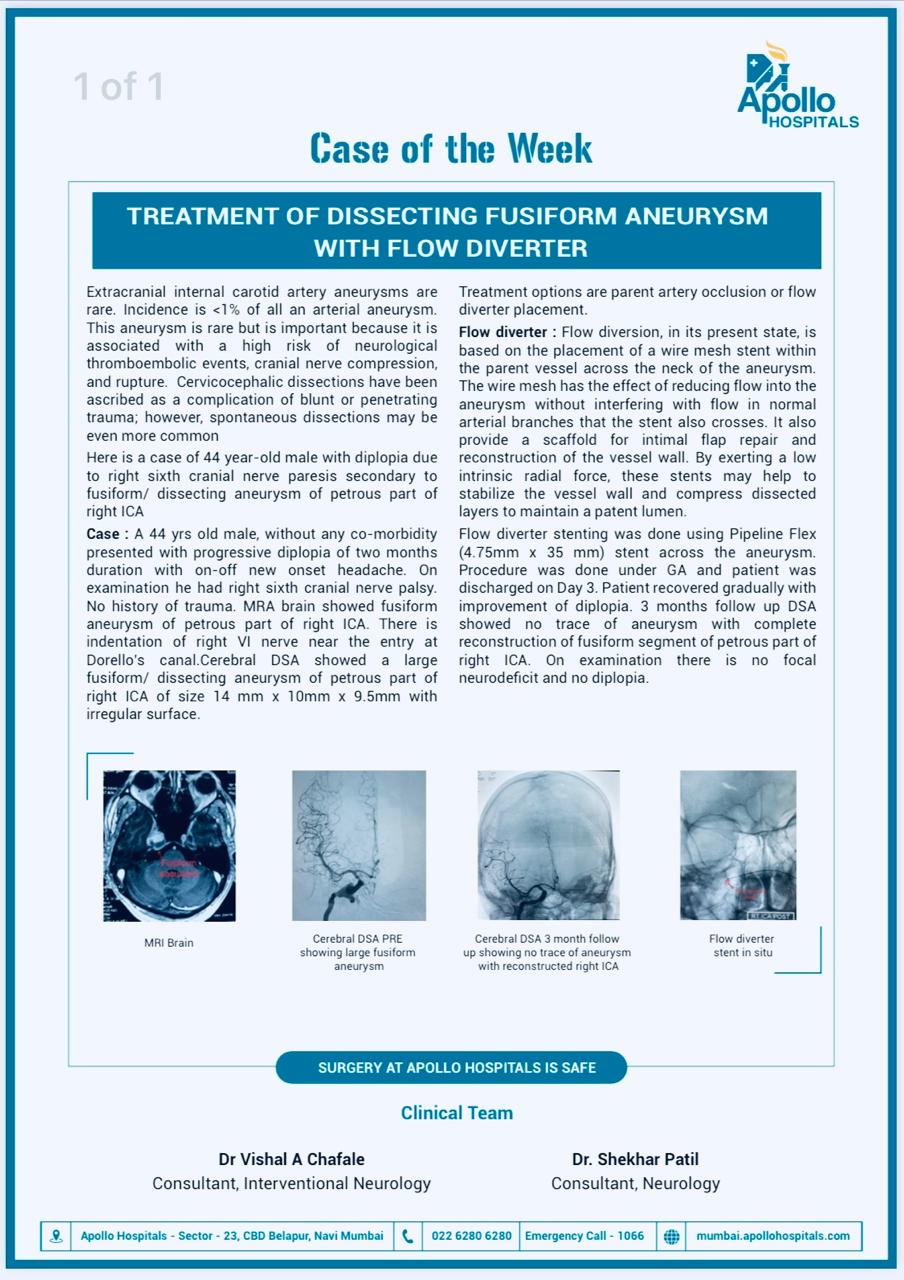 1 of 1
Apollo
HOSPITALS
Case of the Week
TREATMENT OF DISSECTING FUSIFORM ANEURYSM
WITH FLOW DIVERTER
Extracranial internal carotid artery aneurysms are
rare. Incidence is <1% of all an arterial aneurysm.
This aneurysm is rare but is important because it is
associated with a high risk of neurological
thromboembolic events, cranial nerve compression,
and rupture. Cervicocephalic dissections have been
ascribed as a complication of blunt or penetrating
trauma; however, spontaneous dissections may be
even more common
Here is a case of 44 year-old male with diplopia due
to right sixth cranial nerve paresis secondary to
fusiform/ dissecting aneurysm of petrous part of
right ICA
Case : A 44 yrs old male, without any co-morbidity
presented with progressive diplopia of two months
duration with on-off new onset headache. On
examination he had right sixth cranial nerve palsy.
No history of trauma. MRA brain showed fusiform
aneurysm of petrous part of right ICA. There is
indentation of right VI nerve near the entry at
Dorello's canal.Cerebral DSA showed a large
fusiform/ dissecting aneurysm of petrous part of
right ICA of size 14 mm x 10mm x 9.5mm with
irregular surface.
Treatment options are parent artery occlusion or flow
diverter placement.
Flow diverter : Flow diversion, in its present state, is
based on the placement of a wire mesh stent within
the parent vessel across the neck of the aneurysm.
The wire mesh has the effect of reducing flow into the
aneurysm without interfering with flow in normal
arterial branches that the stent also crosses. It also
provide a scaffold for intimal flap repair and
reconstruction of the vessel wall. By exerting a low
intrinsic radial force, these stents may help to
stabilize the vessel wall and compress dissected
layers to maintain a patent lumen.
Flow diverter stenting was done using Pipeline Flex
(4.75mm x 35 mm) stent across the aneurysm.
Procedure was done under GA and patient was
discharged on Day 3. Patient recovered gradually with
improvement of diplopia. 3 months follow up DSA
showed no trace of aneurysm with complete
reconstruction of fusiform segment of petrous part of
right ICA. On examination there is no focal
neurodeficit and no diplopia.
Fusiform
aneurysm
RT.ICA POST
MRI Brain
Cerebral DSA PRE
showing large fusiform
aneurysm
Cerebral DSA 3 month follow
up showing no trace of aneurysm
with reconstructed right ICA
Flow diverter
stent in situ
SURGERY AT APOLLO HOSPITALS IS SAFE
Clinical Team
Dr Vishal A Chafale
Consultant, Interventional Neurology
Dr. Shekhar Patil
Consultant, Neurology
Apollo Hospitals - Sector - 23, CBD Belapur, Navi Mumbai
022 6280 6280
Emergency Call - 1066
mumbai.apollohospitals.com